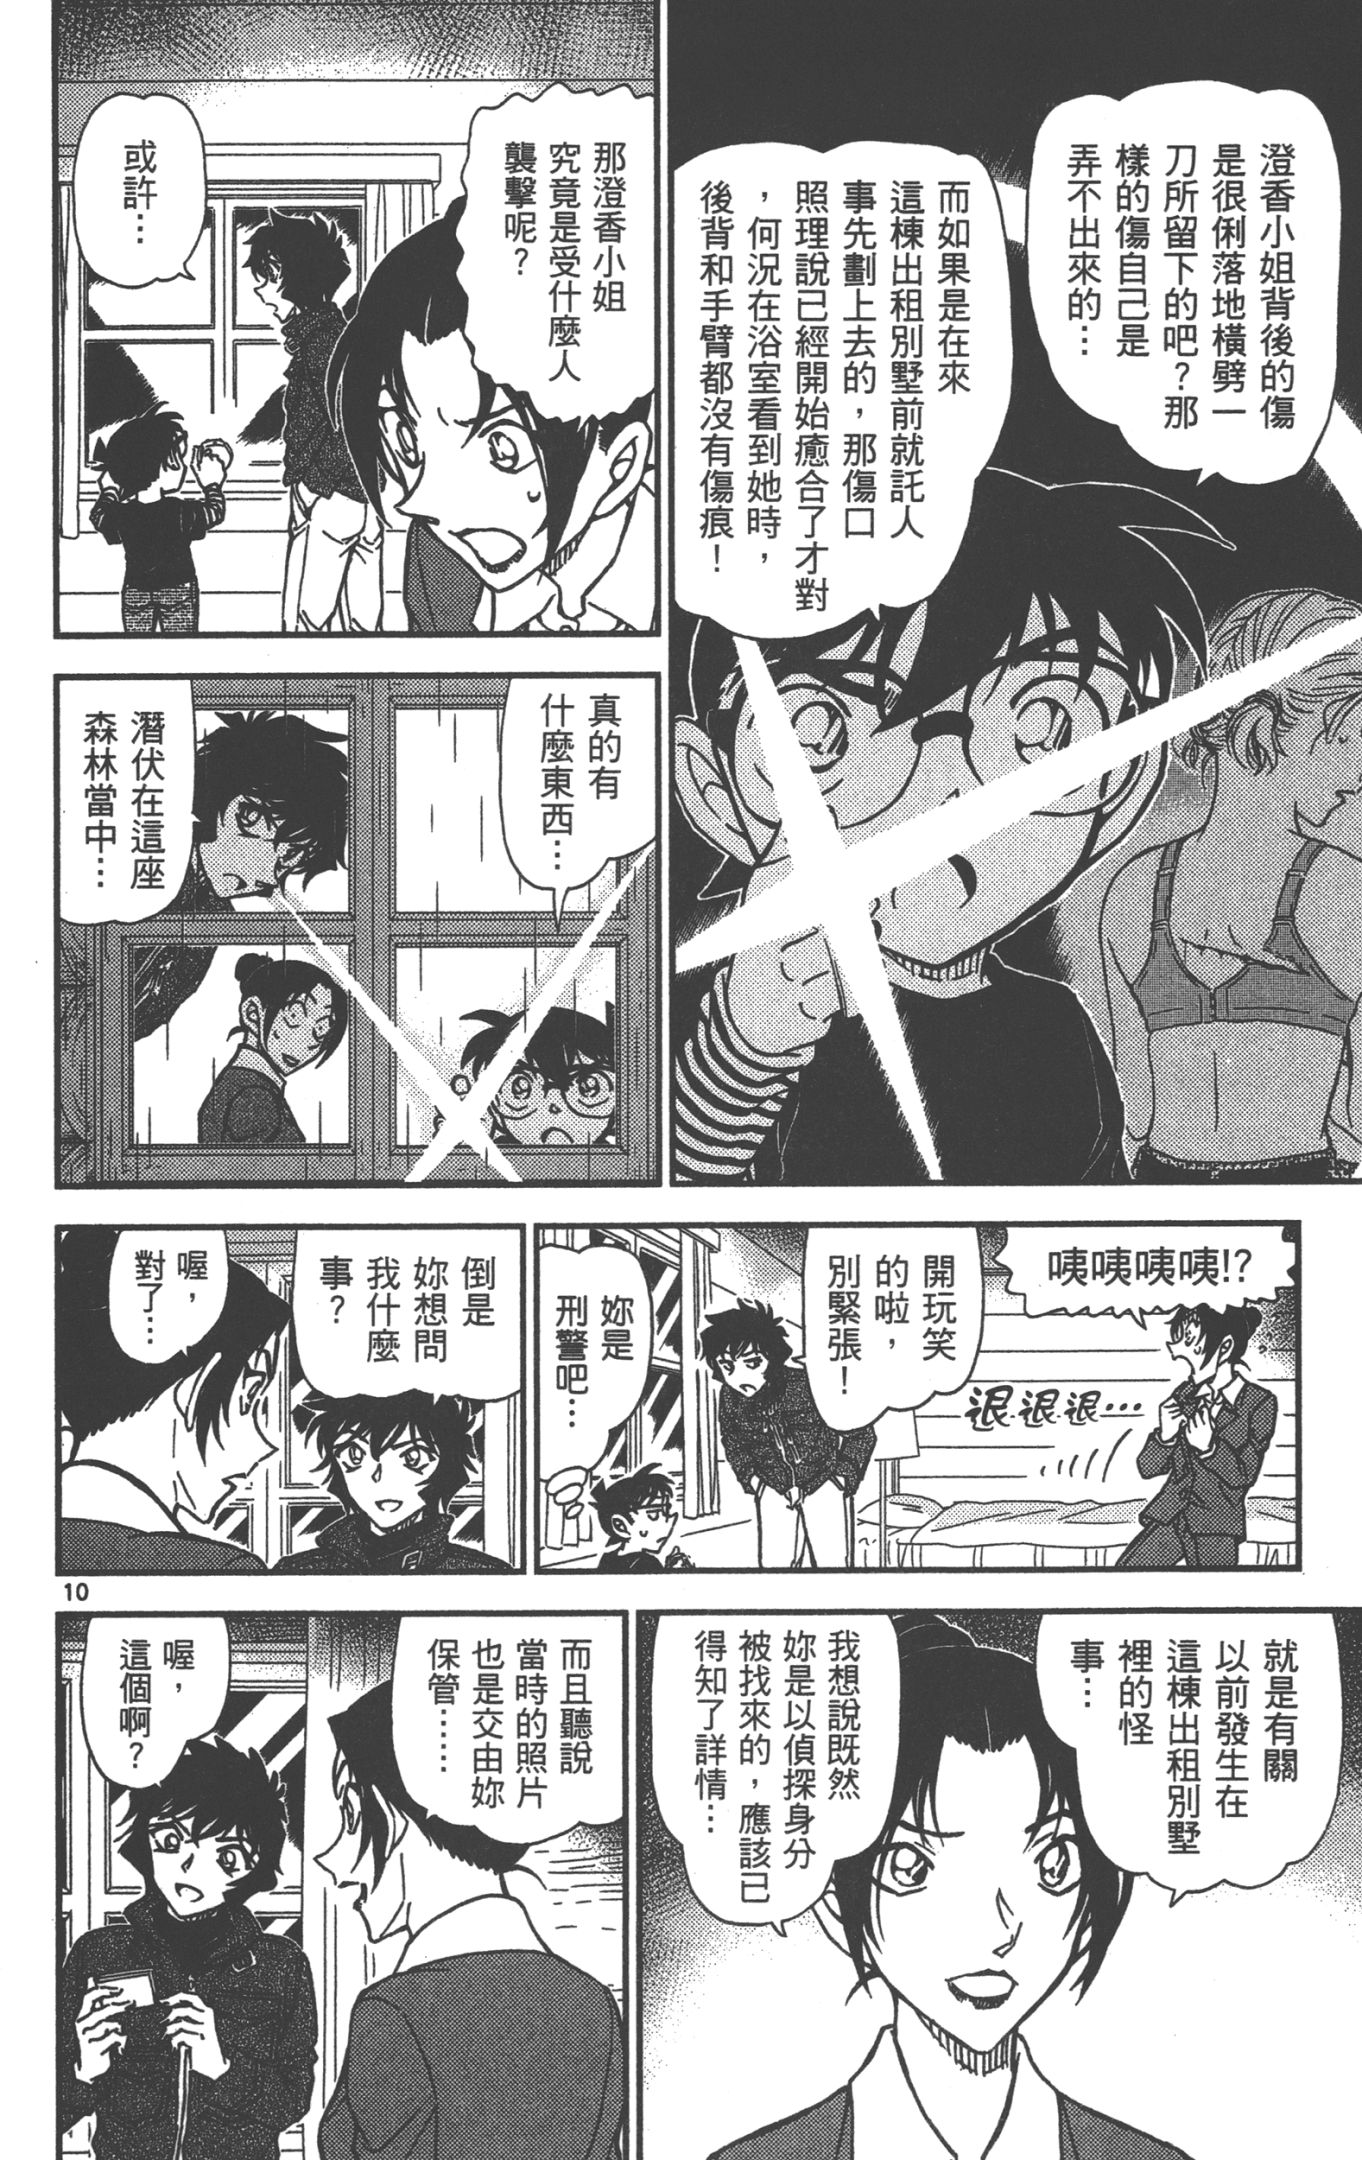 澄香小姐背後的傷
是很俐落地橫劈一
刀所留下的吧?那
樣的傷自己是
弄不出來的…
而如果是在來
這棟出租別墅前就託人
事先劃上去的,那傷口
照理說已經開始癒合了才對
,何況在浴室看到她時,
後背和手臂都沒有傷痕!
那澄香小姐
究竟是受什麼人
襲擊呢?
或許…
真的有
什麼東西…
潛伏在這座
森林當中…
咦咦咦咦!?
退退退…
開玩笑
的啦,
別緊張!
妳是
刑警吧…
倒是
妳想問
我什麼
事?
喔,
對了…
就是有關
以前發生在
這棟出租別墅
裡的怪
事…
我想說既然
妳是以偵探身分
被找來的,應該已
得知了詳情…
而且聽說
當時的照片
也是交由妳
保管……
喔,
這個啊?
10